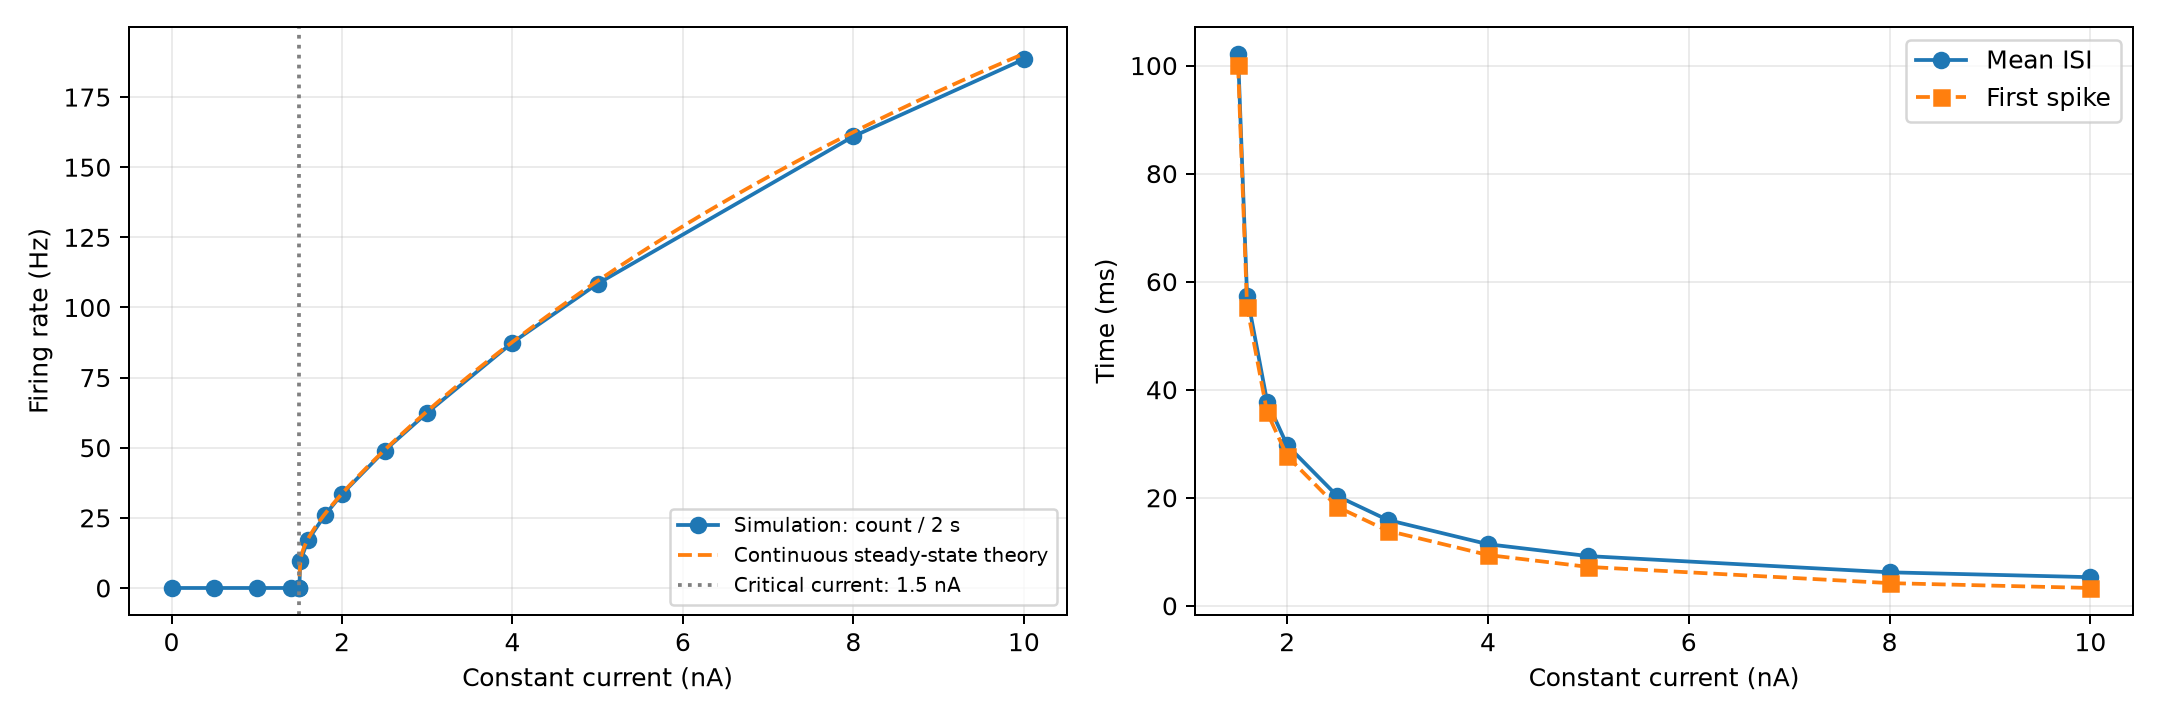 Firing rate (Hz)
175
150
125
100
75
50
25
0
0 2 4 6 8 10
Constant current (nA)
Simulation: count / 2 s
Continuous steady-state theory
Critical current: 1.5 nA
Time (ms)
100
80
60
40
20
0
2 4 6 8 10
Constant current (nA)
Mean ISI
First spike